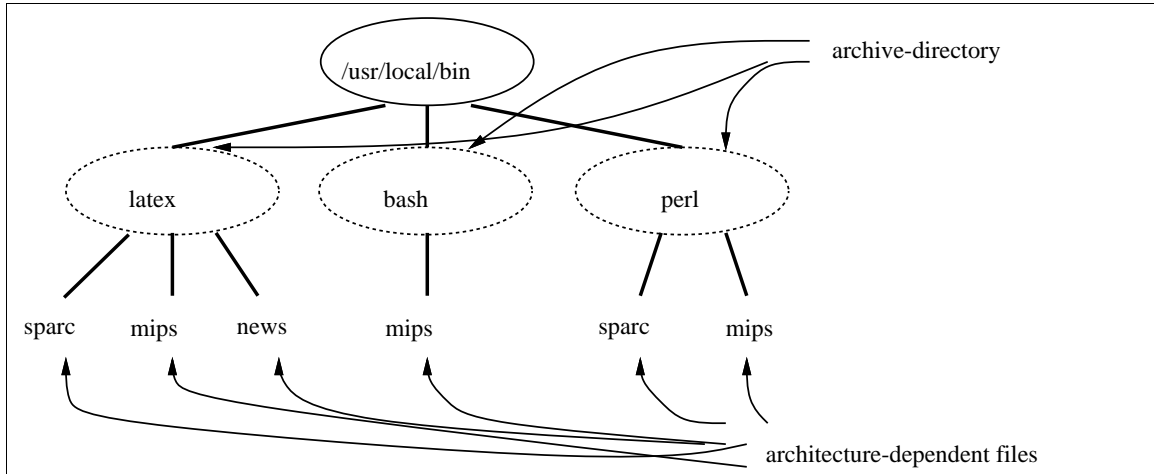 archive-directory
/usr/local/bin
latex
bash
perl
sparc
mips
news
mips
sparc
mips
architecture-dependent files